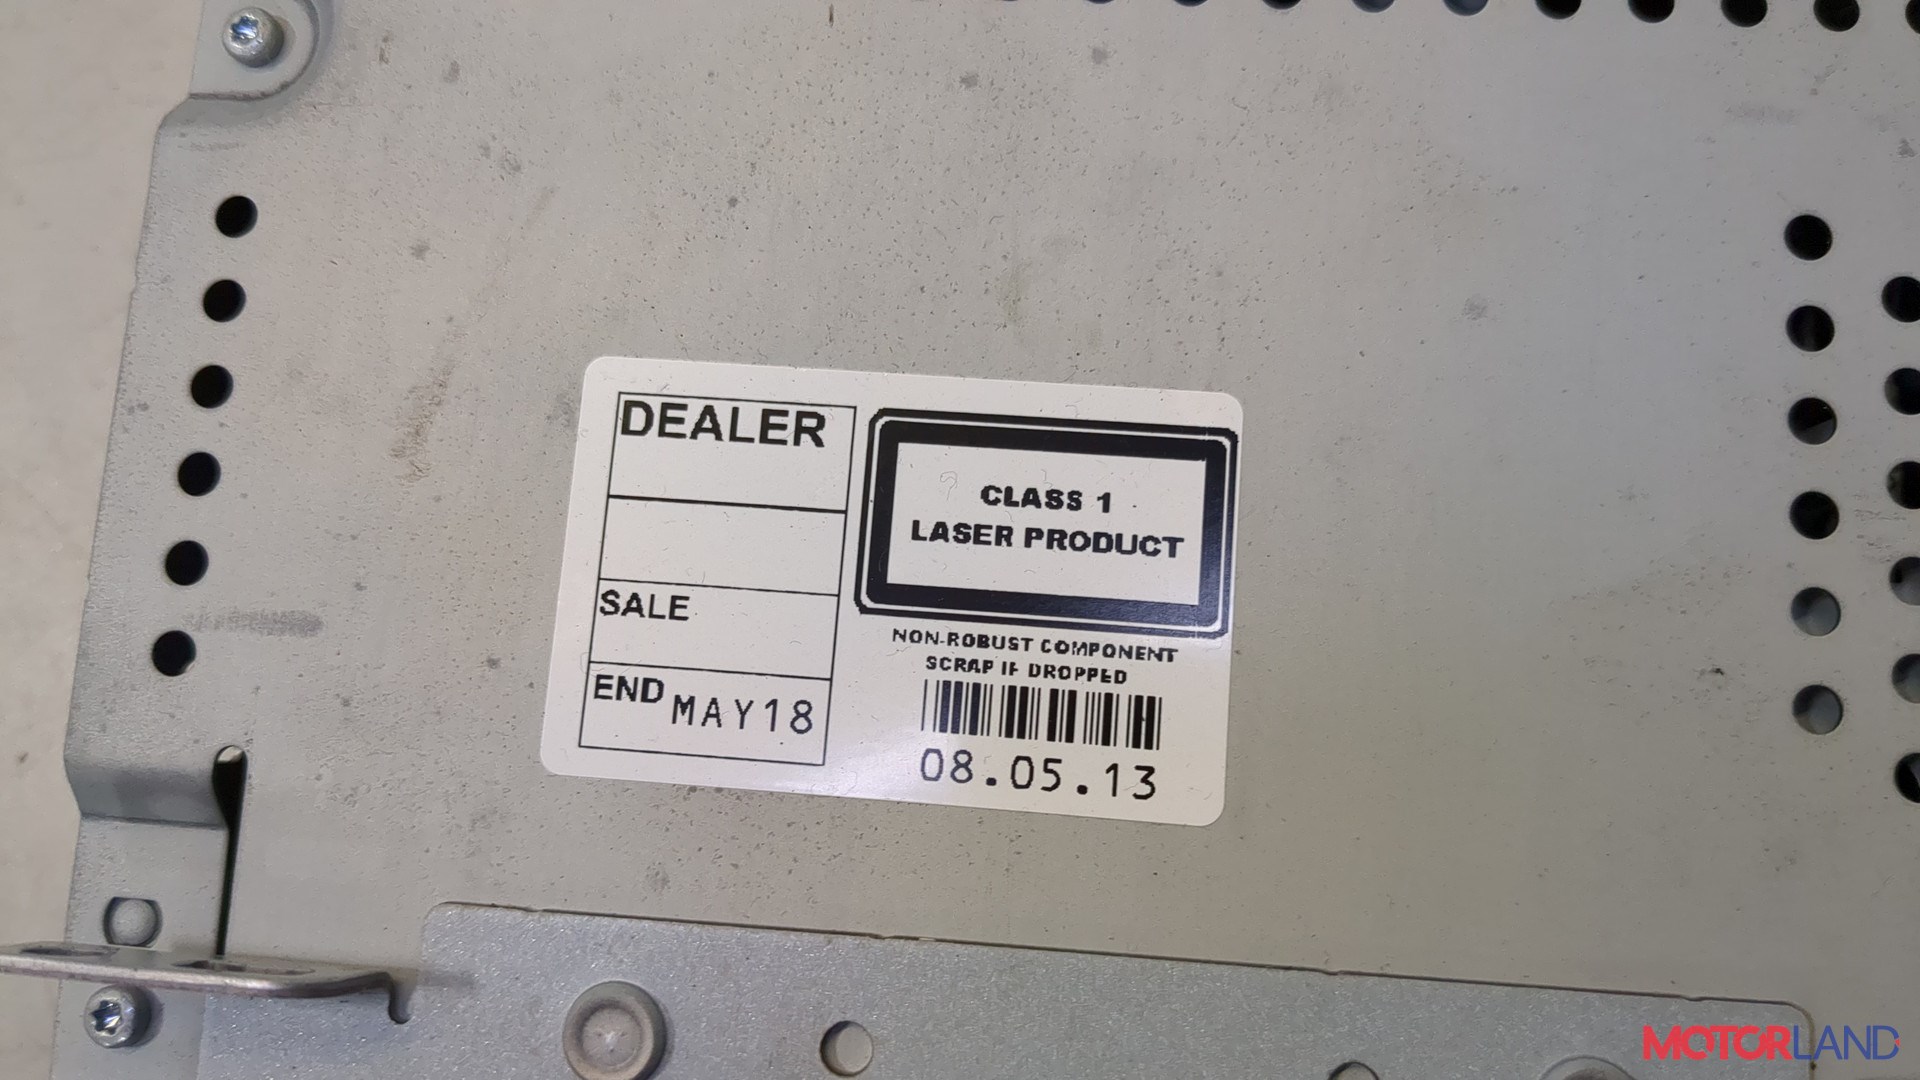 DEALER
SALE
END MAY18
CLASS 1
LASER PRODUCT
NON-ROBUST COMPONENT
SCRAP IF DROPPED
08.05.13
MOTORLAND